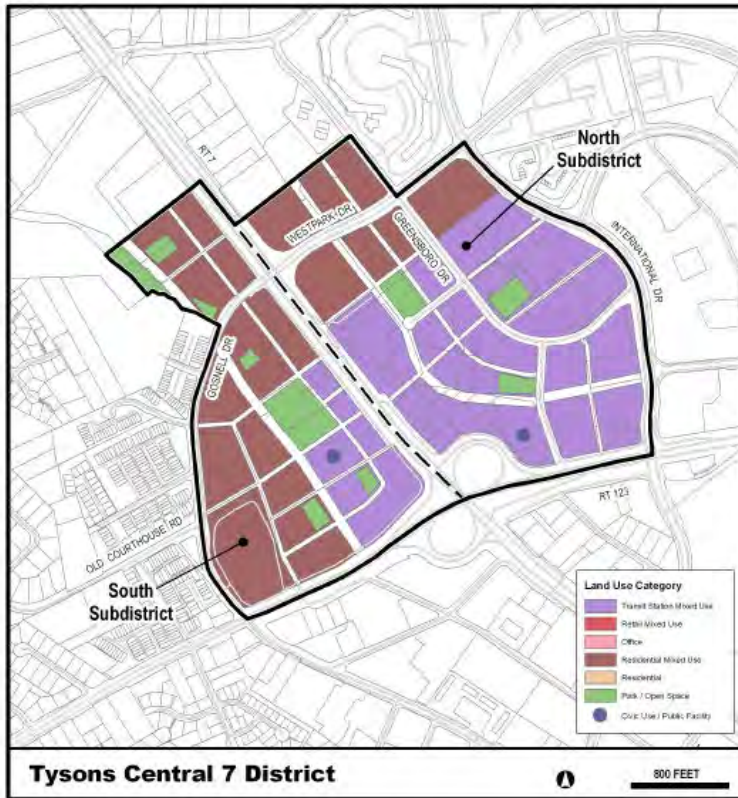 North
Subdistrict
RT 7
WESTPARK DR
GREENSBORO DR
INTERNATIONAL DR
GOSNELL DR
OLD COURTHOUSE RD
RT 123
South
Subdistrict
Land Use Category
Transit Station Mixed Use
Retail Mixed Use
Office
Residential Mixed Use
Residential
Park / Open Space
Civic Use / Public Facility
Tysons Central 7 District
800 FEET